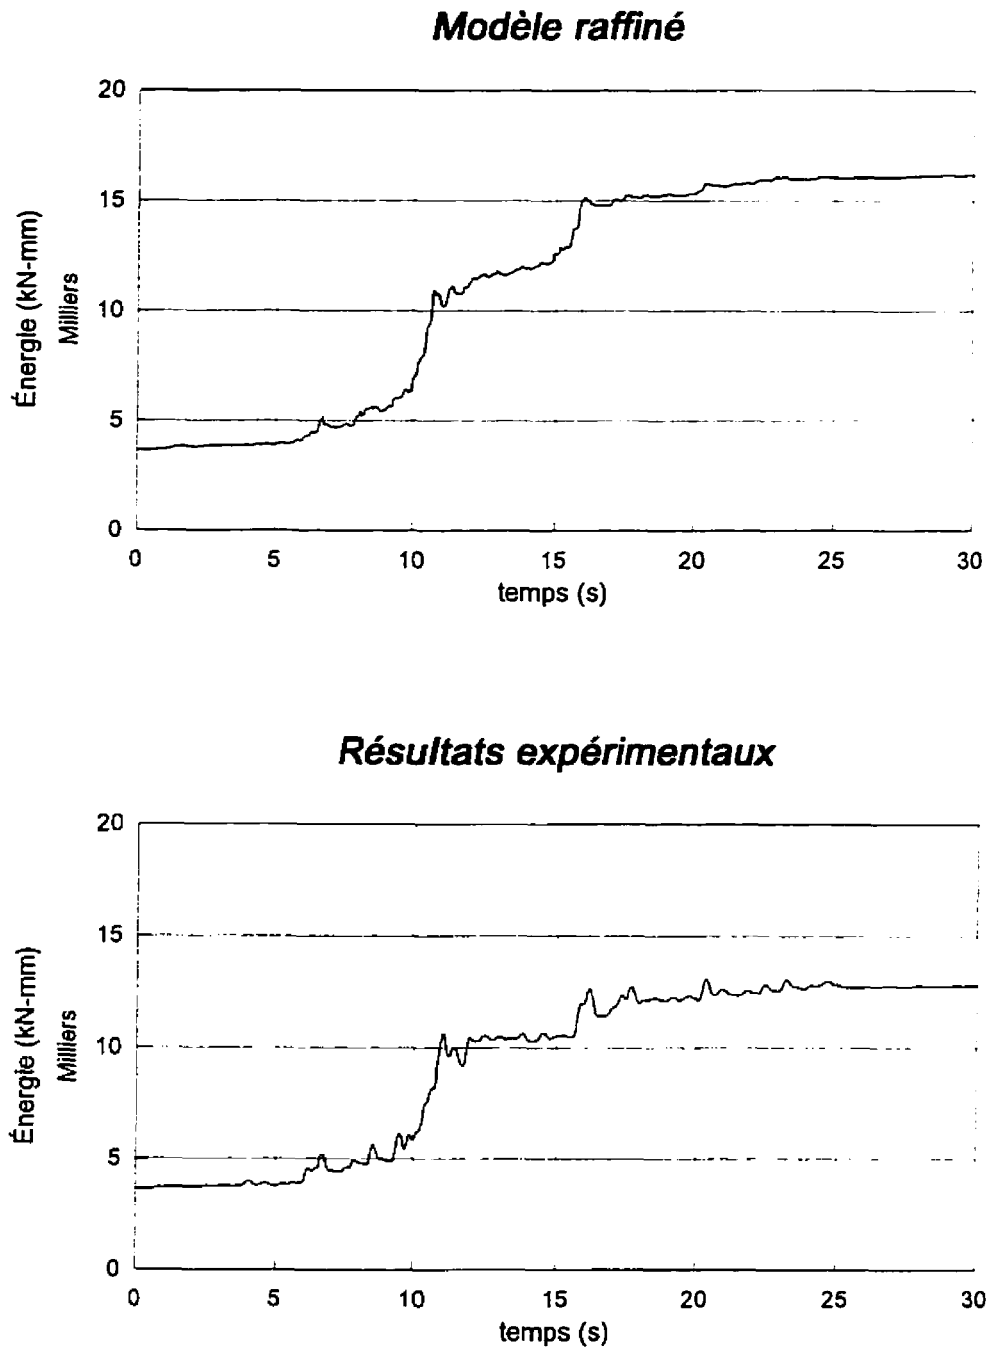 Modèle raffiné
20
15
10
5
0
Énergie (kN-mm)
Milliers
0 5 10 15 20 25 30
temps (s)
Résultats expérimentaux
20
15
10
5
0
Énergie (kN-mm)
Milliers
0 5 10 15 20 25 30
temps (s)